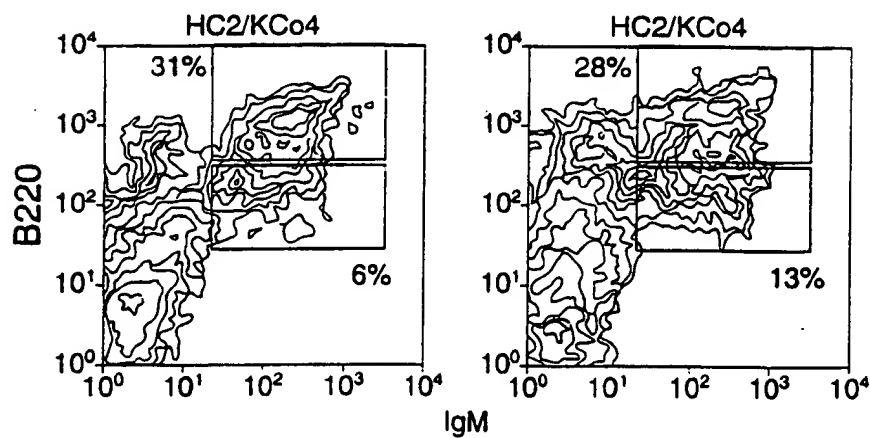 HC2/KCo4 HC2/KCo4
10⁴ 10⁴
31% 28%
10³ 10³
B220
10² 10²
10¹ 6% 10¹ 13%
10⁰ 10⁰
10⁰ 10¹ 10² 10³ 10⁴ 10⁰ 10¹ 10² 10³ 10⁴
IgM